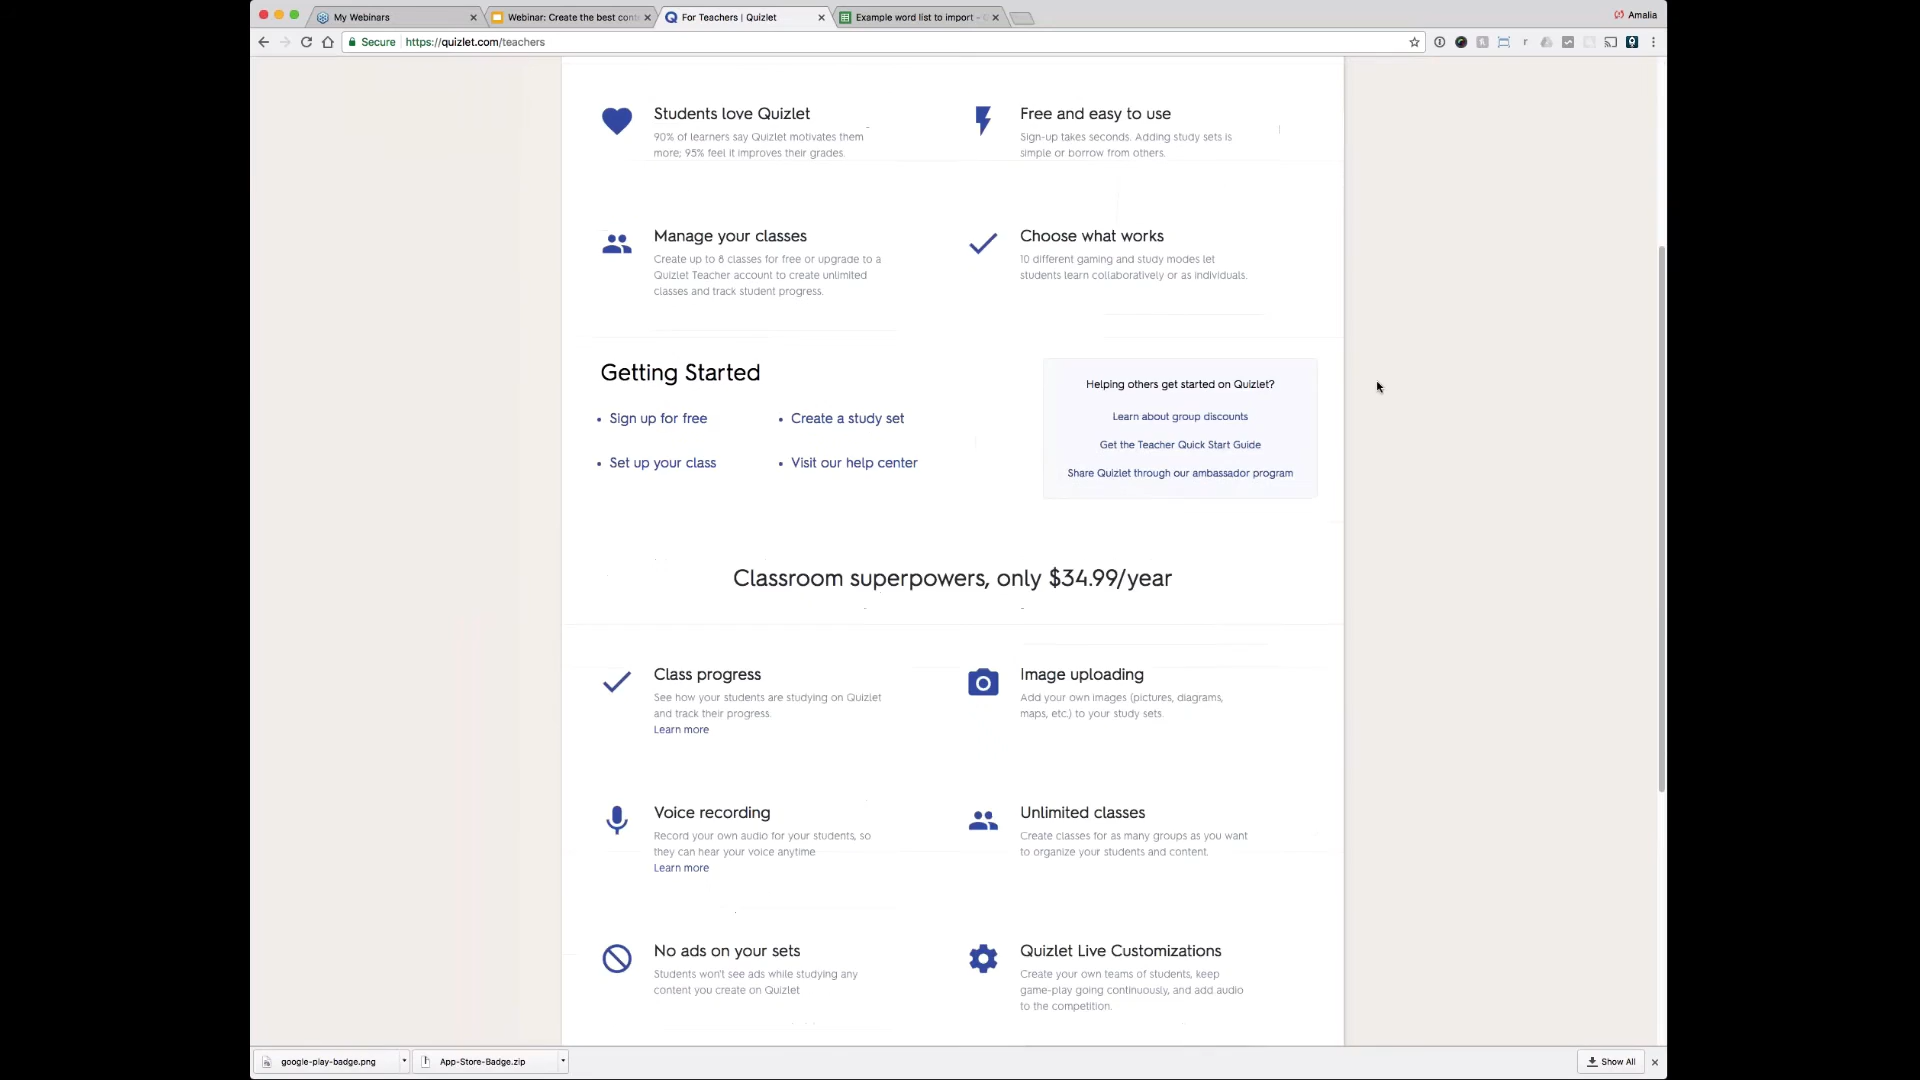 My Webinars
Webinar: Create the best cont
For Teachers | Quizlet
Example word list to import -
Amalia
Secure
https://quizlet.com/teachers
Students love Quizlet
90% of learners say Quizlet motivates them
more; 95% feel it improves their grades.
Free and easy to use
Sign-up takes seconds. Adding study sets is
simple or borrow from others.
Manage your classes
Create up to 8 classes for free or upgrade to a
Quizlet Teacher account to create unlimited
classes and track student progress.
Choose what works
10 different gaming and study modes let
students learn collaboratively or as individuals.
Getting Started
• Sign up for free
• Create a study set
• Set up your class
• Visit our help center
Helping others get started on Quizlet?
Learn about group discounts
Get the Teacher Quick Start Guide
Share Quizlet through our ambassador program
Classroom superpowers, only $34.99/year
Class progress
See how your students are studying on Quizlet
and track their progress.
Learn more
Image uploading
Add your own images (pictures, diagrams,
maps, etc.) to your study sets.
Voice recording
Record your own audio for your students, so
they can hear your voice anytime
Learn more
Unlimited classes
Create classes for as many groups as you want
to organize your students and content.
No ads on your sets
Students won't see ads while studying any
content you create on Quizlet
Quizlet Live Customizations
Create your own teams of students, keep
game-play going continuously, and add audio
to the competition.
google-play-badge.png
App-Store-Badge.zip
Show All